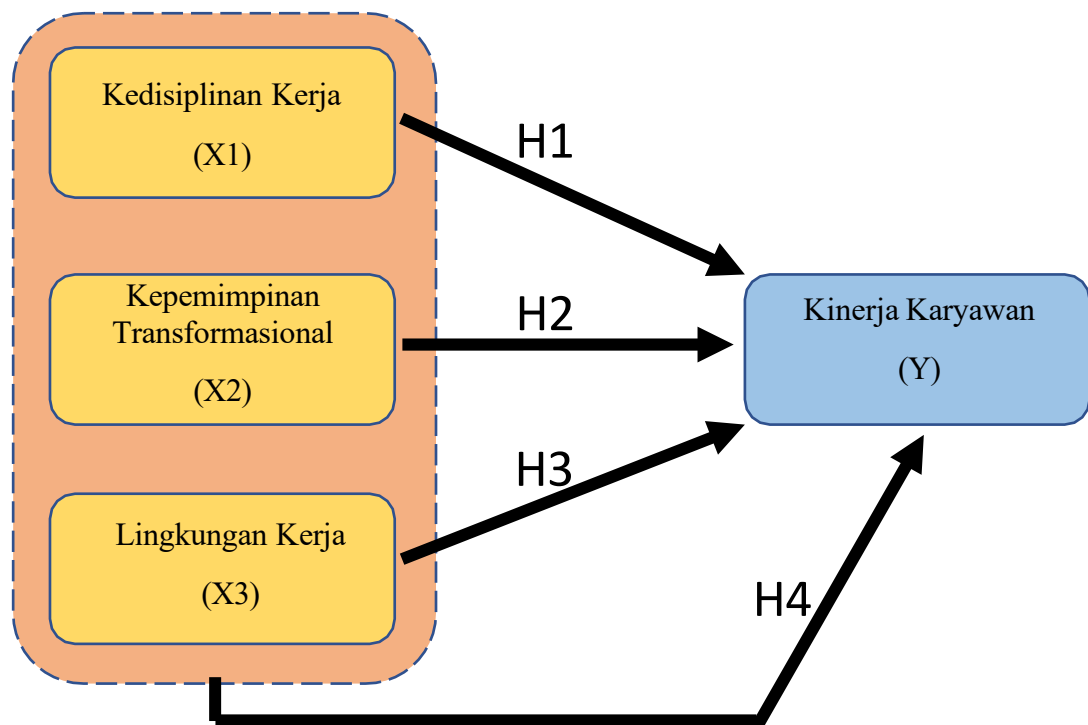 Kedisiplinan Kerja
(X1)
H1
Kepemimpinan
Transformasional
(X2)
H2
Kinerja Karyawan
(Y)
H3
Lingkungan Kerja
(X3)
H4